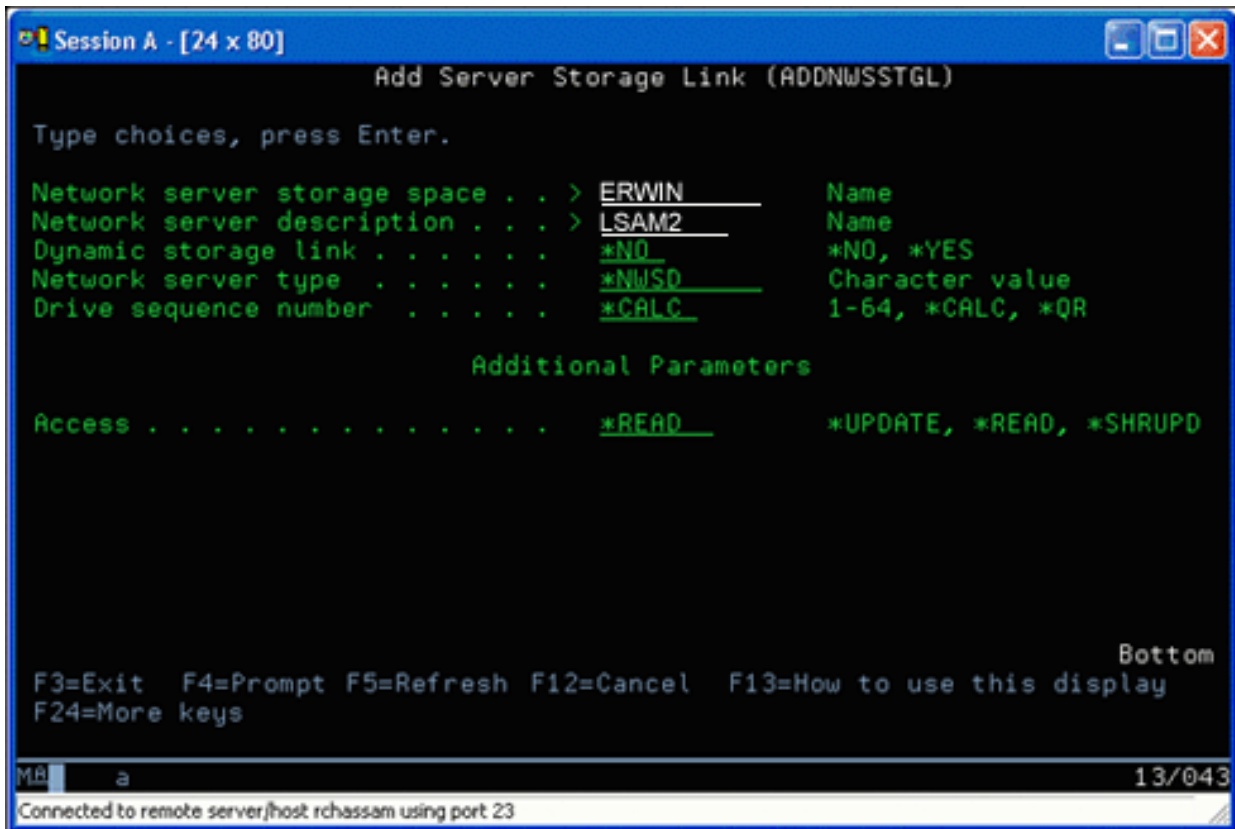 Session A - [24 x 80]
Add Server Storage Link (ADDNWSSTGL)
Type choices, press Enter.
Network server storage space . . > ERWIN Name
Network server description . . . > LSAM2 Name
Dynamic storage link . . . . . . *NO *NO, *YES
Network server type . . . . . . *NWSD Character value
Drive sequence number . . . . . *CALC 1-64, *CALC, *QR
Additional Parameters
Access . . . . . . . . . . . . . *READ *UPDATE, *READ, *SHRUPD
Bottom
F3=Exit F4=Prompt F5=Refresh F12=Cancel F13=How to use this display
F24=More keys
MA a 13/043
Connected to remote server/host rchassam using port 23